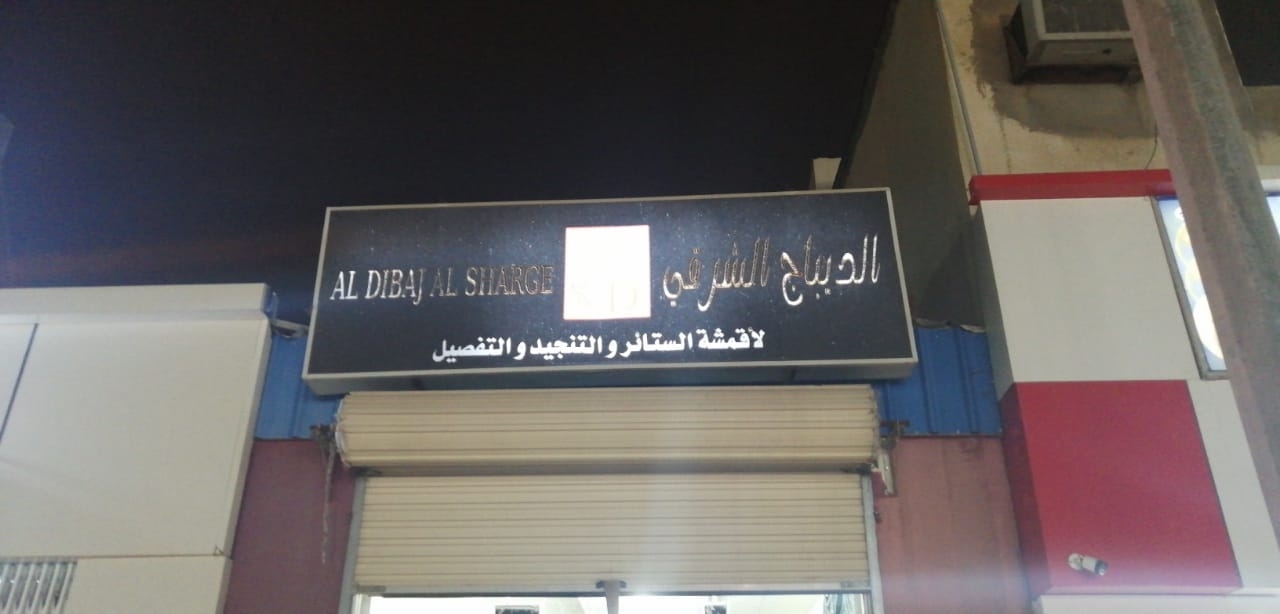 الديباج الشرقي
AL DIBAJ AL SHARGE
لأقمشة الستائر و التنجيد و التفصيل